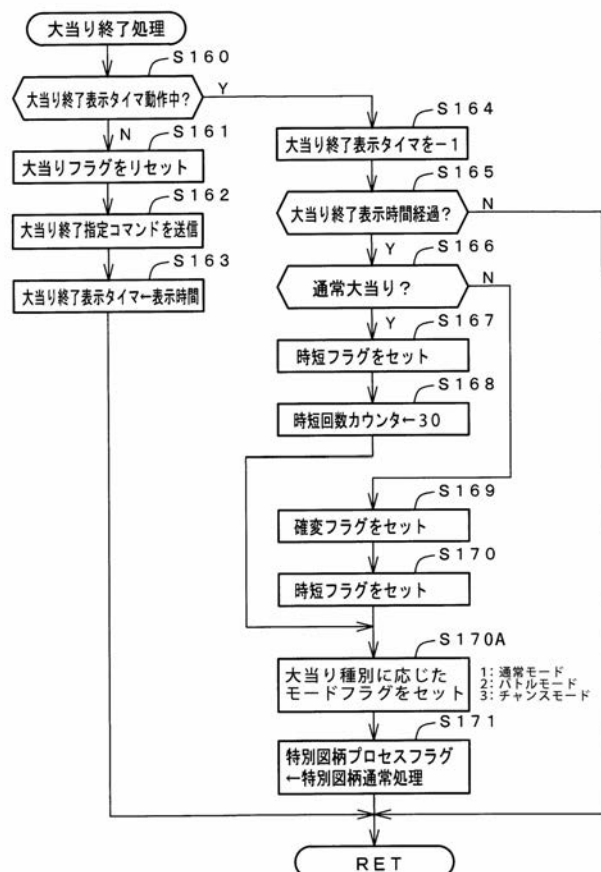 大当り終了処理
S160
大当り終了表示タイマ動作中?
Y
N
S161
大当りフラグをリセット
S162
大当り終了指定コマンドを送信
S163
大当り終了表示タイマ←表示時間
S164
大当り終了表示タイマを-1
S165
大当り終了表示時間経過?
N
Y
S166
通常大当り?
N
Y
S167
時短フラグをセット
S168
時短回数カウンタ←30
S169
確変フラグをセット
S170
時短フラグをセット
S170A
大当り種別に応じた
モードフラグをセット
1:通常モード
2:バトルモード
3:チャンスモード
S171
特別図柄プロセスフラグ
←特別図柄通常処理
RET